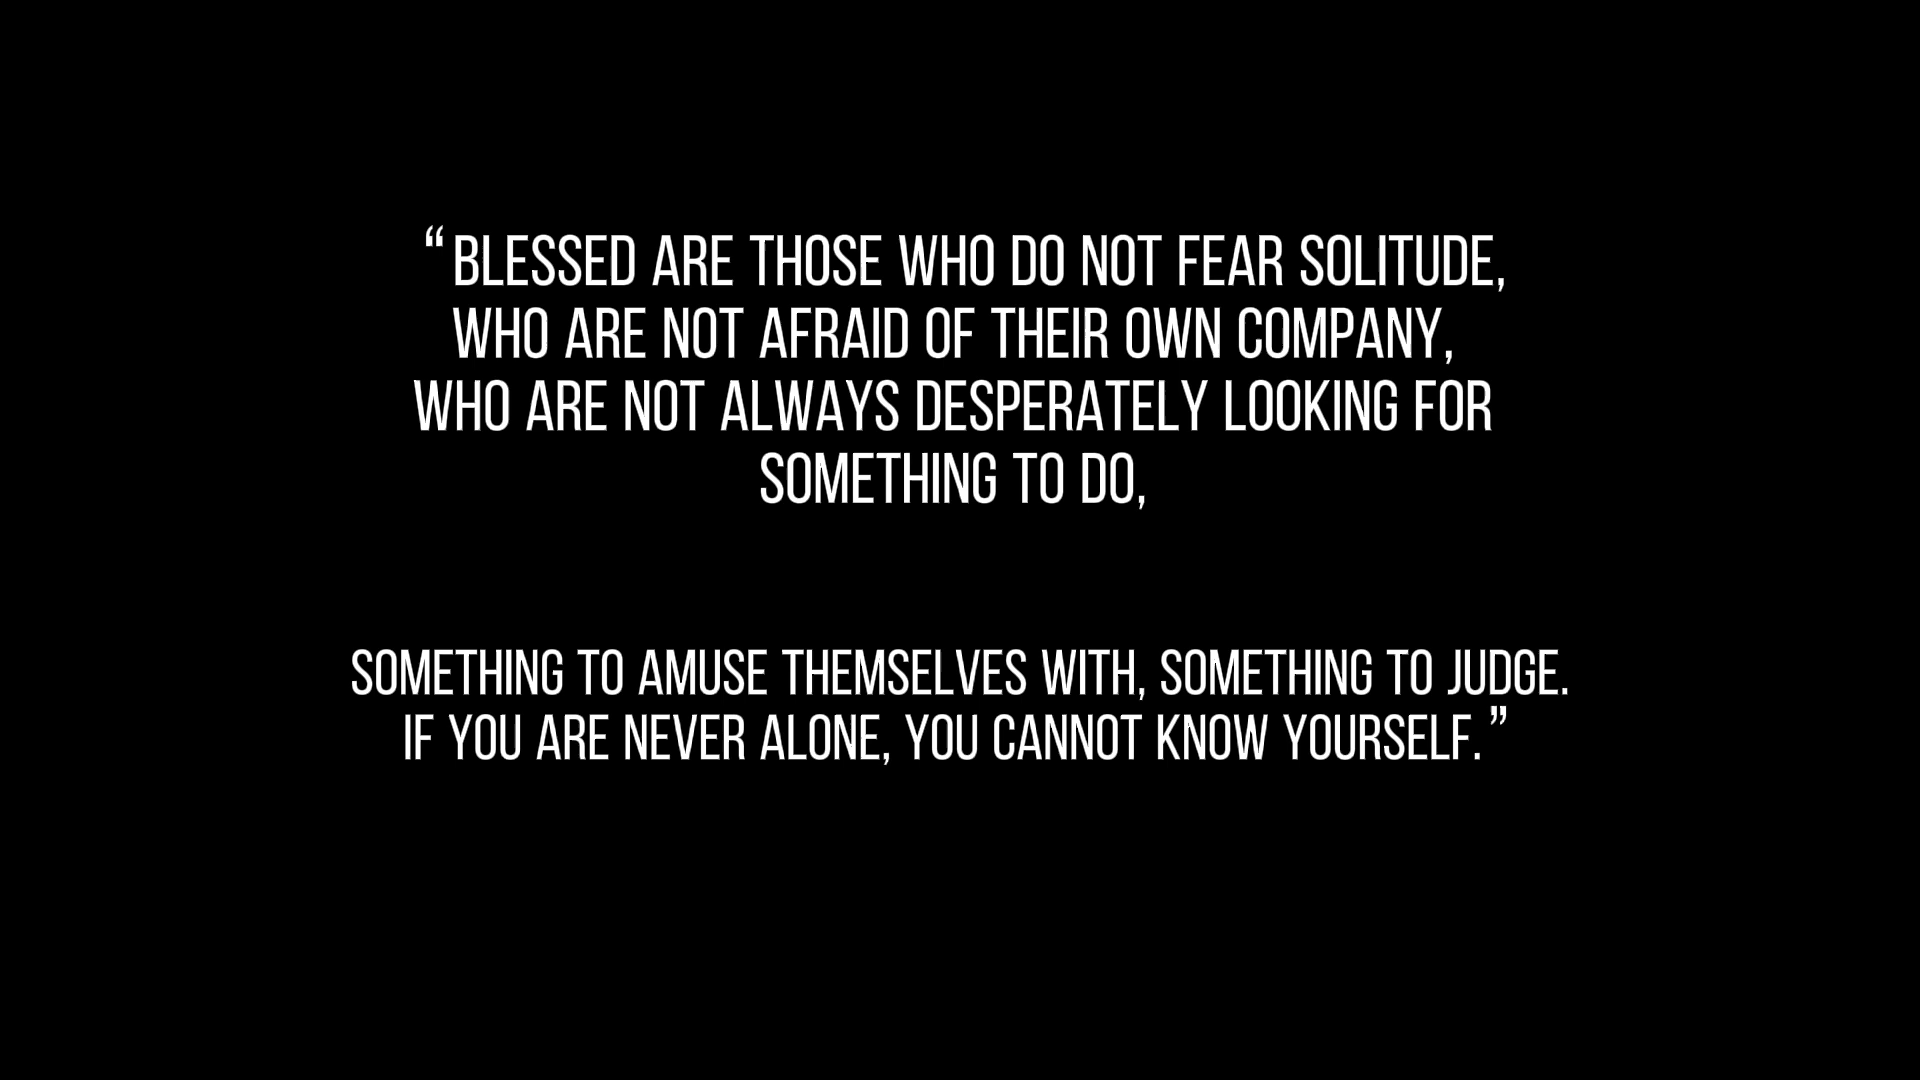 “BLESSED ARE THOSE WHO DO NOT FEAR SOLITUDE,
WHO ARE NOT AFRAID OF THEIR OWN COMPANY,
WHO ARE NOT ALWAYS DESPERATELY LOOKING FOR
SOMETHING TO DO,
SOMETHING TO AMUSE THEMSELVES WITH, SOMETHING TO JUDGE.
IF YOU ARE NEVER ALONE, YOU CANNOT KNOW YOURSELF.”